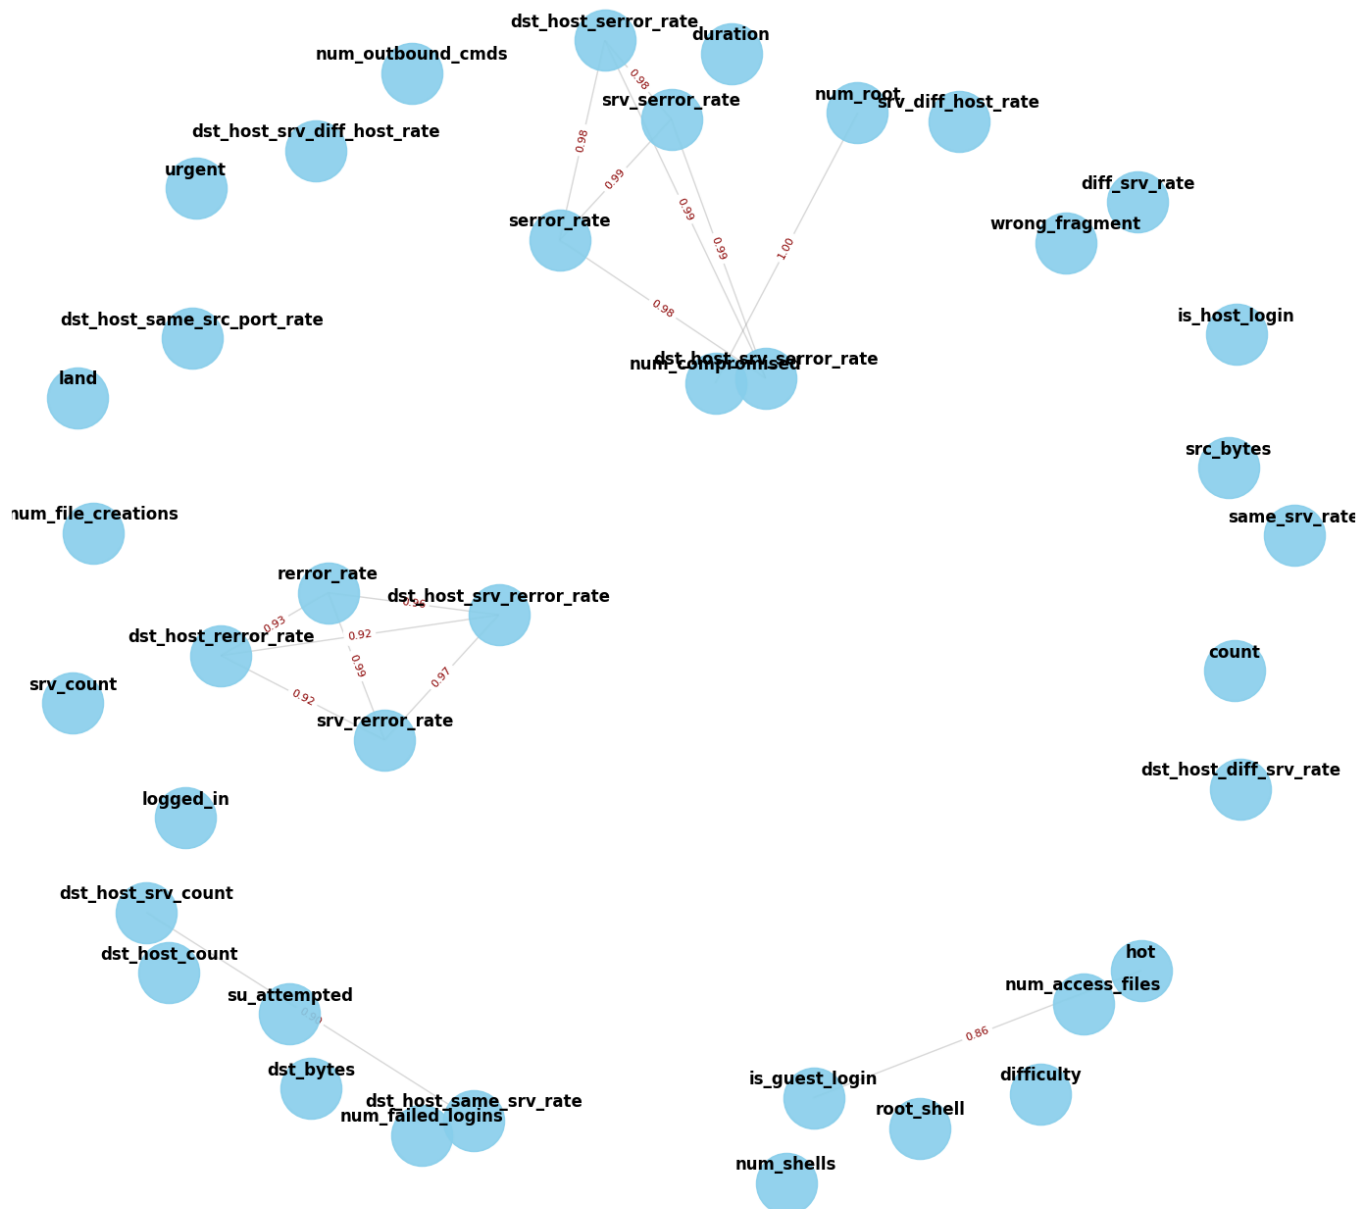 dst_host_serror_rate
duration
num_outbound_cmds
0.98
srv_serror_rate
num_root
srv_diff_host_rate
dst_host_srv_diff_host_rate
0.98
urgent
0.99
diff_srv_rate
serror_rate
0.99
wrong_fragment
0.99
1.00
0.98
is_host_login
dst_host_same_src_port_rate
dst_host_srv_serror_rate
num_compromised
land
src_bytes
num_file_creations
same_srv_rate
rerror_rate
dst_host_srv_rerror_rate
0.93
dst_host_rerror_rate
0.92
count
0.99
0.97
srv_count
0.92
srv_rerror_rate
dst_host_diff_srv_rate
logged_in
dst_host_srv_count
dst_host_count
hot
num_access_files
su_attempted
0.86
dst_bytes
is_guest_login
difficulty
dst_host_same_srv_rate
root_shell
num_failed_logins
num_shells